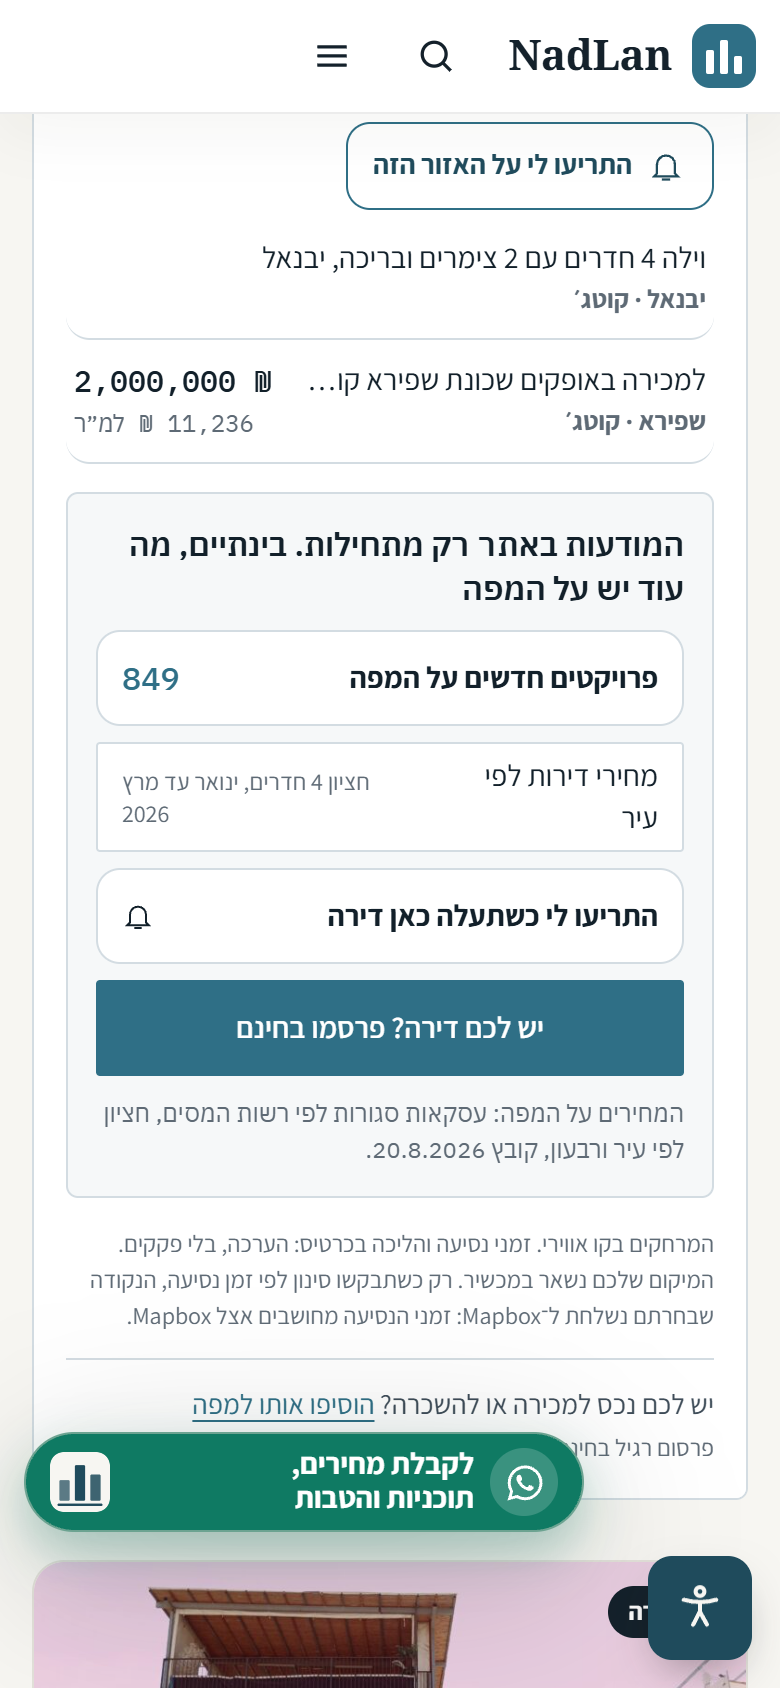 NadLan
התריעו לי על האזור הזה
וילה 4 חדרים עם 2 צימרים ובריכה, יבנאל
יבנאל · קוטג׳
למכירה באופקים שכונת שפירא קו...
₪ 2,000,000
שפירא · קוטג׳
11,236 ₪ למ״ר
המודעות באתר רק מתחילות. בינתיים, מה
עוד יש על המפה
פרויקטים חדשים על המפה
849
מחירי דירות לפי
עיר
חציון 4 חדרים, ינואר עד מרץ
2026
התריעו לי כשתעלה כאן דירה
יש לכם דירה? פרסמו בחינם
המחירים על המפה: עסקאות סגורות לפי רשות המסים, חציון
לפי עיר ורבעון, קובץ 20.8.2026.
המרחקים בקו אווירי. זמני נסיעה והליכה בכרטיס: הערכה, בלי פקקים.
המיקום שלכם נשאר במכשיר. רק כשתבקשו סינון לפי זמן נסיעה, הנקודה
שבחרתם נשלחת ל־Mapbox: זמני הנסיעה מחושבים אצל Mapbox.
יש לכם נכס למכירה או להשכרה? הוסיפו אותו למפה
פרסום רגיל
לקבלת מחירים,
תוכניות והטבות